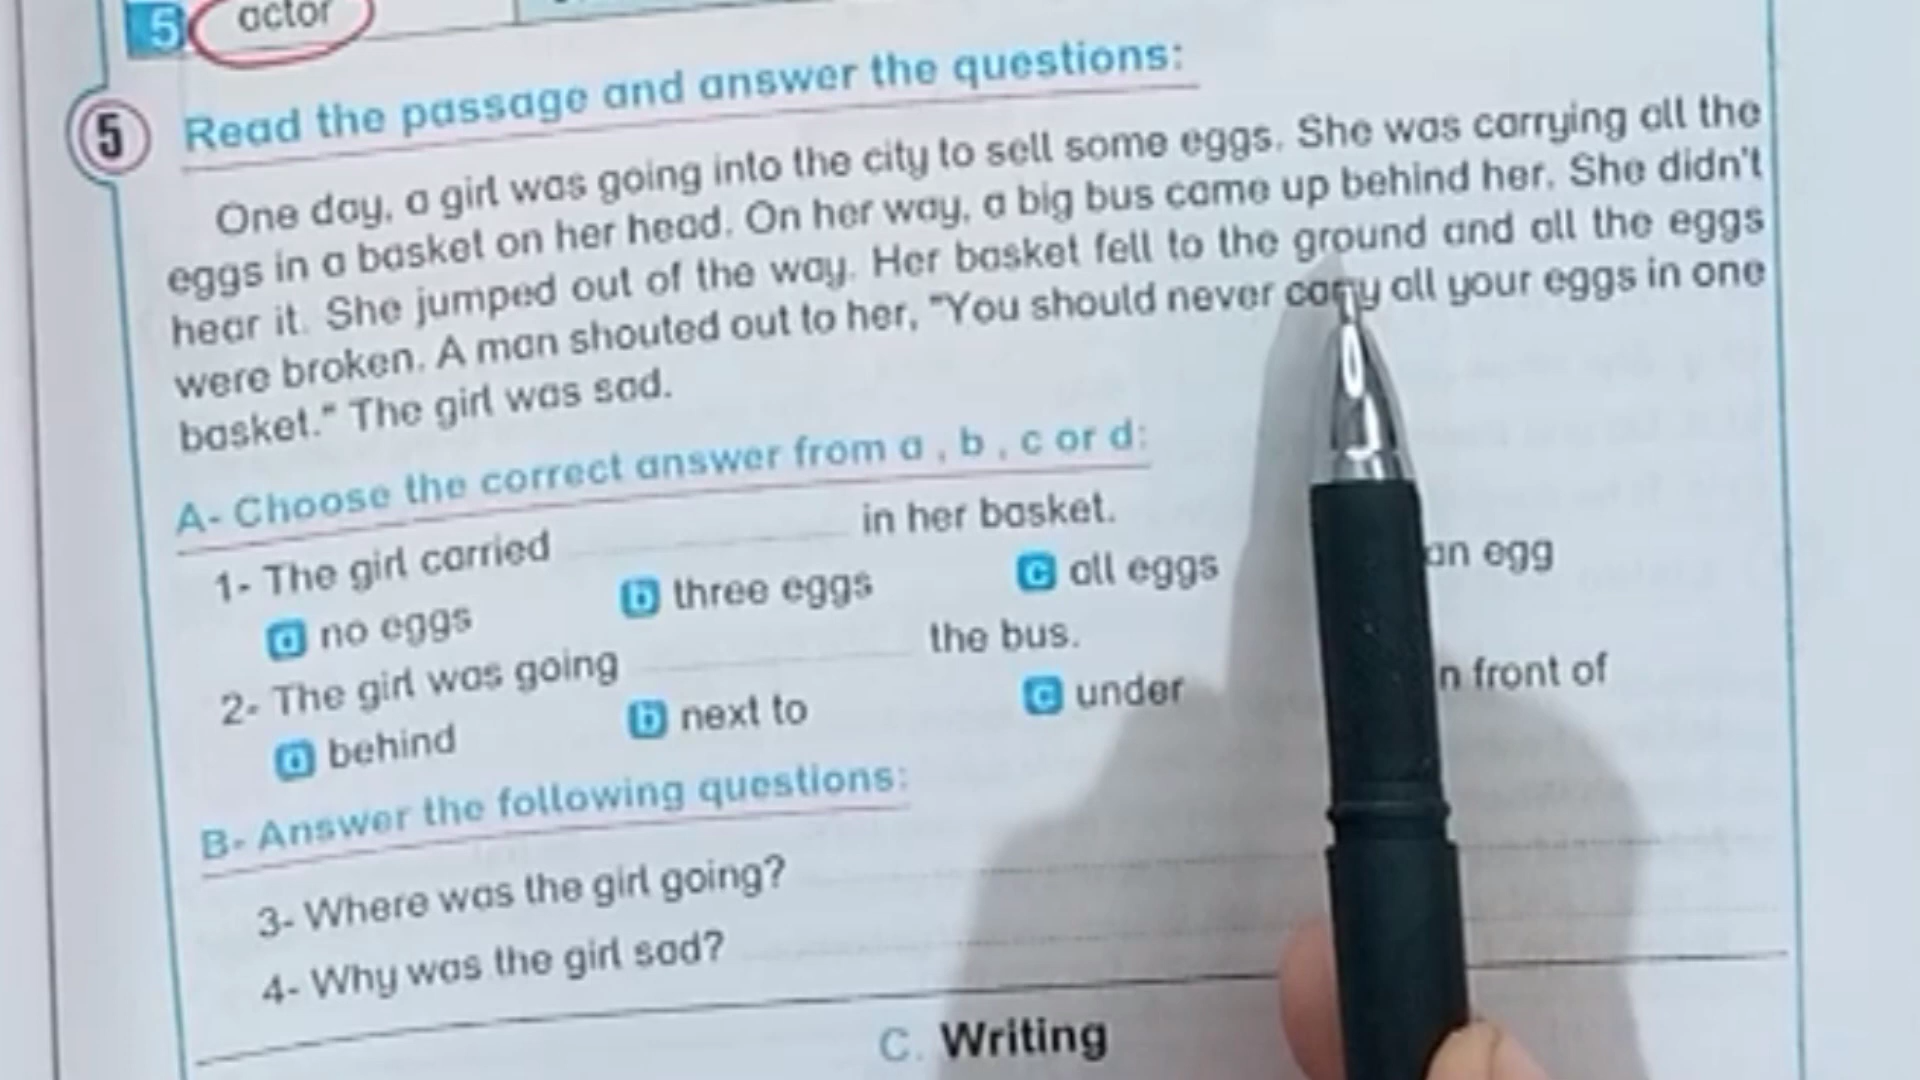 5 actor
5 Read the passage and answer the questions:
One day, a girl was going into the city to sell some eggs. She was carrying all the
eggs in a basket on her head. On her way, a big bus came up behind her. She didn't
hear it. She jumped out of the way. Her basket fell to the ground and all the eggs
were broken. A man shouted out to her, "You should never carry all your eggs in one
basket." The girl was sad.
A- Choose the correct answer from a , b , c or d:
1- The girl carried in her basket.
a no eggs b three eggs c all eggs an egg
2- The girl was going the bus.
a behind b next to c under n front of
B- Answer the following questions:
3- Where was the girl going?
4- Why was the girl sad?
C. Writing